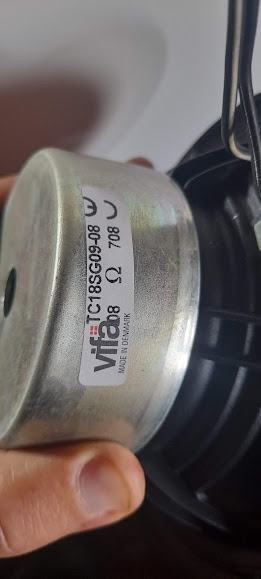 TC18SG09-08
vifa 08 Ω 708
MADE IN DENMARK